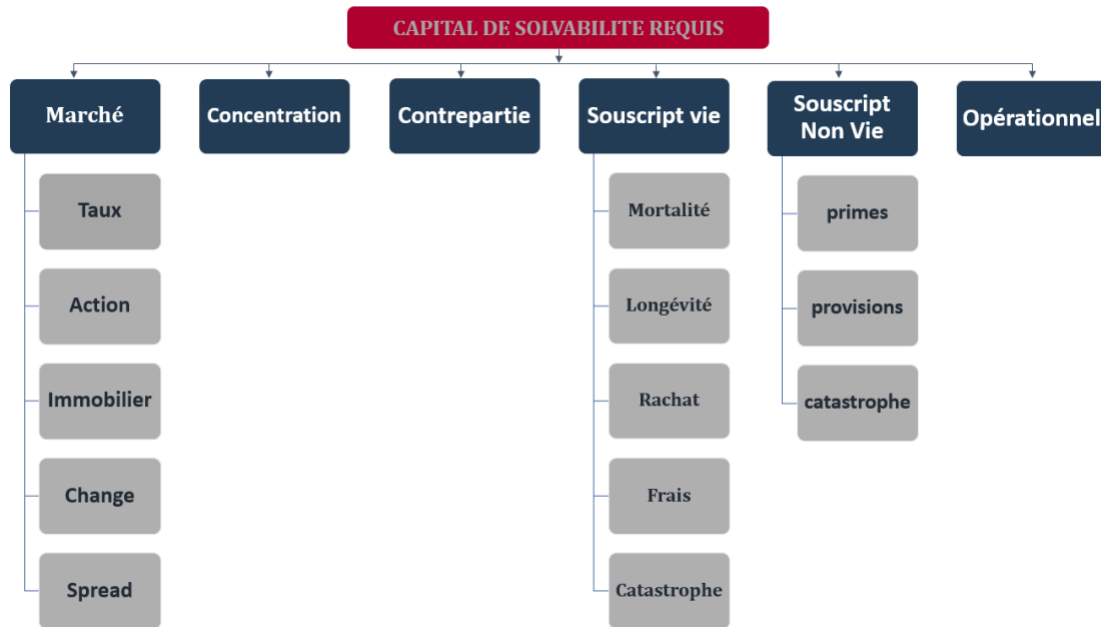 CAPITAL DE SOLVABILITE REQUIS
Marché
Concentration
Contrepartie
Souscript vie
Souscript
Non Vie
Opérationnel
Taux
Action
Immobilier
Change
Spread
Mortalité
Longévité
Rachat
Frais
Catastrophe
primes
provisions
catastrophe